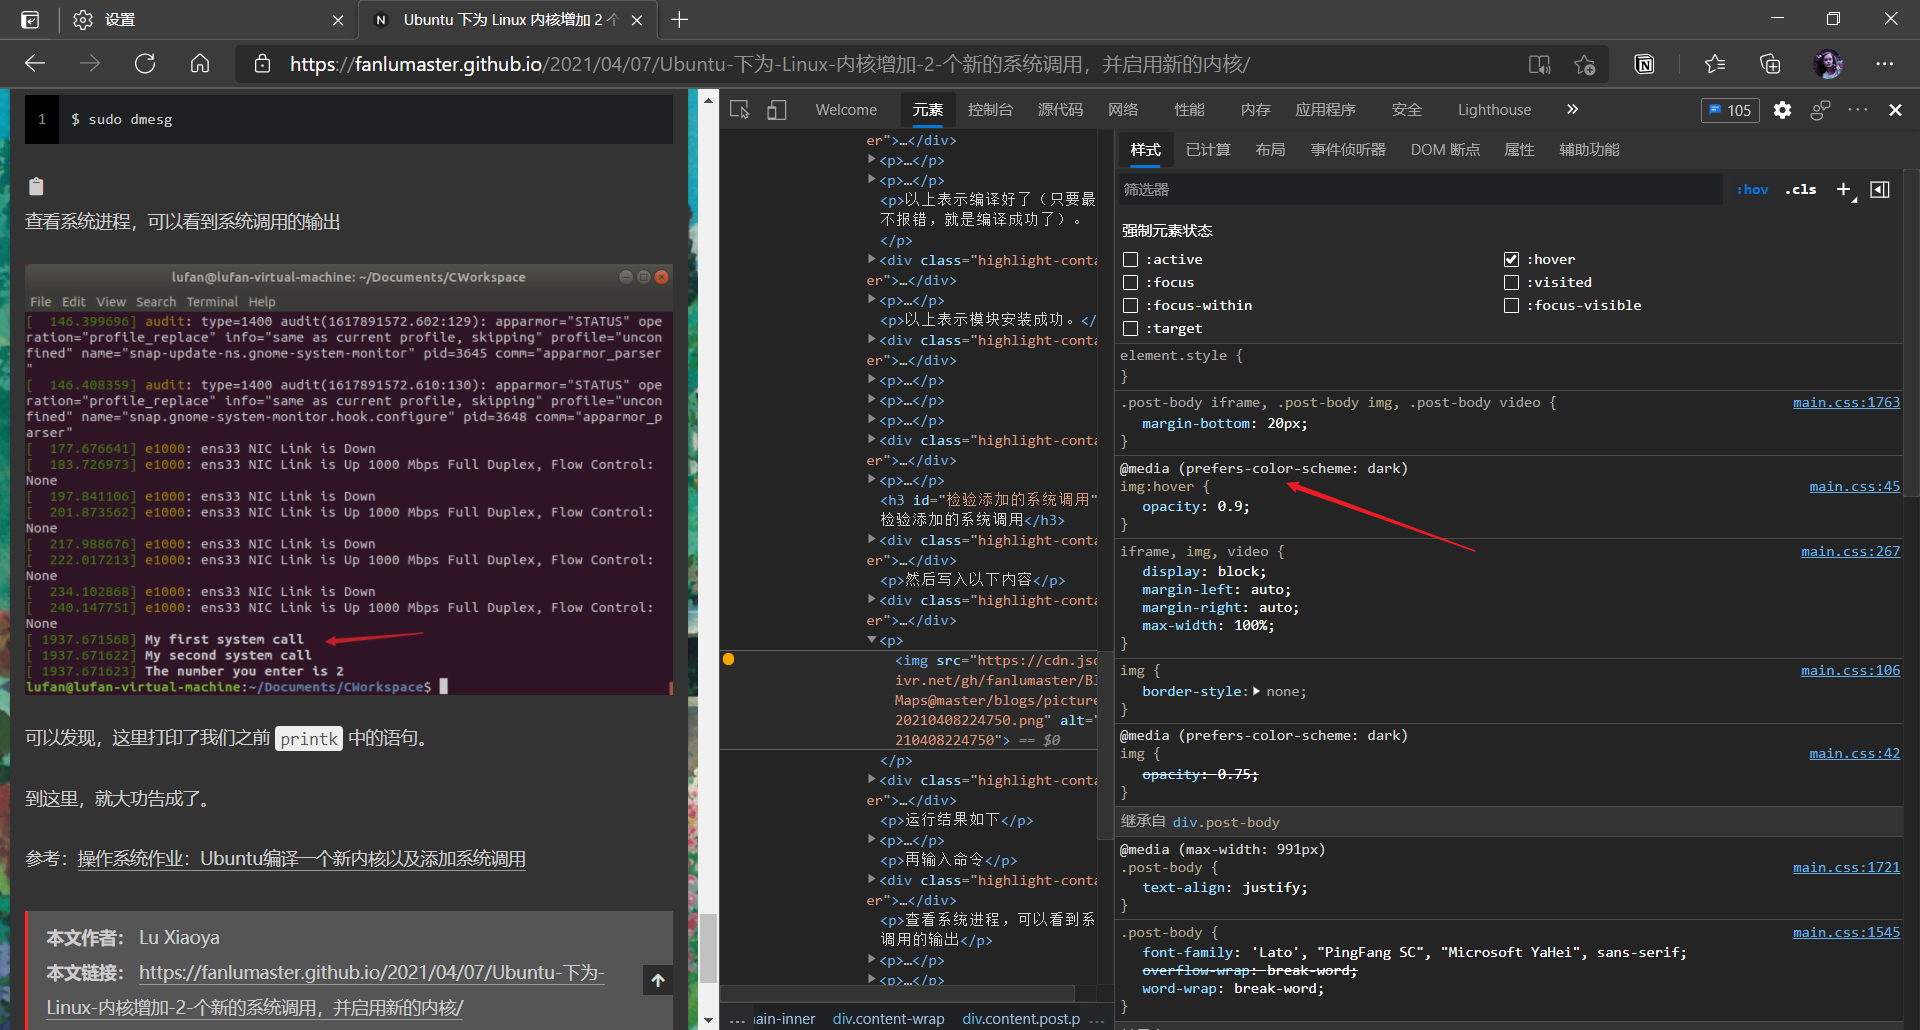 设置
Ubuntu 下为 Linux 内核增加 2 个
https://fanlumaster.github.io/2021/04/07/Ubuntu-下为-Linux-内核增加-2-个新的系统调用，并启用新的内核/
1 $ sudo dmesg
查看系统进程，可以看到系统调用的输出
lufan@lufan-virtual-machine: ~/Documents/CWorkspace
File Edit View Search Terminal Help
[  146.399696] audit: type=1400 audit(1617891572.602:129): apparmor="STATUS" ope
ration="profile_replace" info="same as current profile, skipping" profile="uncon
fined" name="snap-update-ns.gnome-system-monitor" pid=3645 comm="apparmor_parser
"
[  146.408359] audit: type=1400 audit(1617891572.610:130): apparmor="STATUS" ope
ration="profile_replace" info="same as current profile, skipping" profile="uncon
fined" name="snap.gnome-system-monitor.hook.configure" pid=3648 comm="apparmor_p
arser"
[  177.676641] e1000: ens33 NIC Link is Down
[  183.726973] e1000: ens33 NIC Link is Up 1000 Mbps Full Duplex, Flow Control:
None
[  197.841106] e1000: ens33 NIC Link is Down
[  201.873562] e1000: ens33 NIC Link is Up 1000 Mbps Full Duplex, Flow Control:
None
[  217.988676] e1000: ens33 NIC Link is Down
[  222.017213] e1000: ens33 NIC Link is Up 1000 Mbps Full Duplex, Flow Control:
None
[  234.102868] e1000: ens33 NIC Link is Down
[  240.147751] e1000: ens33 NIC Link is Up 1000 Mbps Full Duplex, Flow Control:
None
[ 1937.671568] My first system call
[ 1937.671622] My second system call
[ 1937.671623] The number you enter is 2
lufan@lufan-virtual-machine:~/Documents/CWorkspace$
可以发现，这里打印了我们之前 printk 中的语句。
到这里，就大功告成了。
参考：操作系统作业：Ubuntu编译一个新内核以及添加系统调用
本文作者： Lu Xiaoya
本文链接： https://fanlumaster.github.io/2021/04/07/Ubuntu-下为-
Linux-内核增加-2-个新的系统调用，并启用新的内核/
Welcome 元素 控制台 源代码 网络 性能 内存 应用程序 安全 Lighthouse » 105
er">…</div>
<p>…</p>
<p>…</p>
<p>以上表示编译好了（只要最
不报错，就是编译成功了）。
</p>
<div class="highlight-conta
er">…</div>
<p>…</p>
<p>以上表示模块安装成功。</
<div class="highlight-conta
er">…</div>
<p>…</p>
<p>…</p>
<p>…</p>
<div class="highlight-conta
er">…</div>
<p>…</p>
<h3 id="检验添加的系统调用"
检验添加的系统调用</h3>
<div class="highlight-conta
er">…</div>
<p>然后写入以下内容</p>
<div class="highlight-conta
er">…</div>
<p>
<img src="https://cdn.jsd
ivr.net/gh/fanlumaster/Bl
Maps@master/blogs/picture
20210408224750.png" alt="
210408224750"> == $0
</p>
<div class="highlight-conta
er">…</div>
<p>运行结果如下</p>
<p>…</p>
<p>再输入命令</p>
<div class="highlight-conta
er">…</div>
<p>查看系统进程，可以看到系
调用的输出</p>
<p>…</p>
<p>…</p>
… ain-inner div.content-wrap div.content.post.p …
样式 已计算 布局 事件侦听器 DOM 断点 属性 辅助功能
筛选器 :hov .cls +
强制元素状态
:active :hover
:focus :visited
:focus-within :focus-visible
:target
element.style {
}
.post-body iframe, .post-body img, .post-body video { main.css:1763
margin-bottom: 20px;
}
@media (prefers-color-scheme: dark)
img:hover { main.css:45
opacity: 0.9;
}
iframe, img, video { main.css:267
display: block;
margin-left: auto;
margin-right: auto;
max-width: 100%;
}
img { main.css:106
border-style: none;
}
@media (prefers-color-scheme: dark)
img { main.css:42
opacity: 0.75;
}
继承自 div.post-body
@media (max-width: 991px)
.post-body { main.css:1721
text-align: justify;
}
.post-body { main.css:1545
font-family: 'Lato', "PingFang SC", "Microsoft YaHei", sans-serif;
overflow-wrap: break-word;
word-wrap: break-word;
}